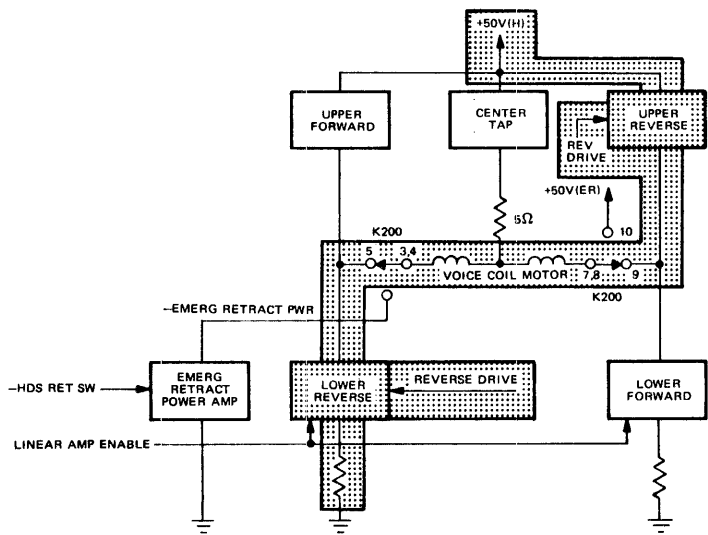 +50V(H)
UPPER
FORWARD
CENTER
TAP
UPPER
REVERSE
REV
DRIVE
+50V(ER)
5Ω
10
K200
5
3,4
VOICE COIL MOTOR
7,8
9
K200
—EMERG RETRACT PWR
—HDS RET SW
EMERG
RETRACT
POWER AMP
LOWER
REVERSE
REVERSE DRIVE
LOWER
FORWARD
LINEAR AMP ENABLE